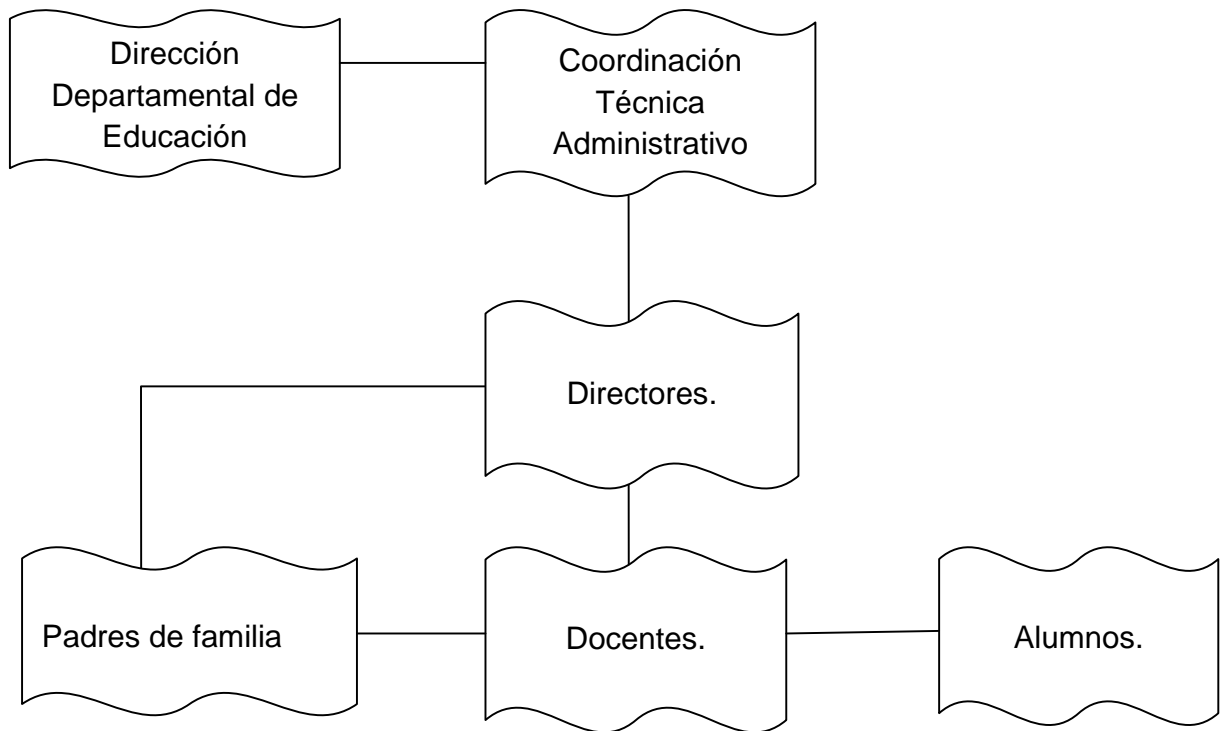 Dirección
Departamental de
Educación
Coordinación
Técnica
Administrativo
Directores.
Padres de familia
Docentes.
Alumnos.